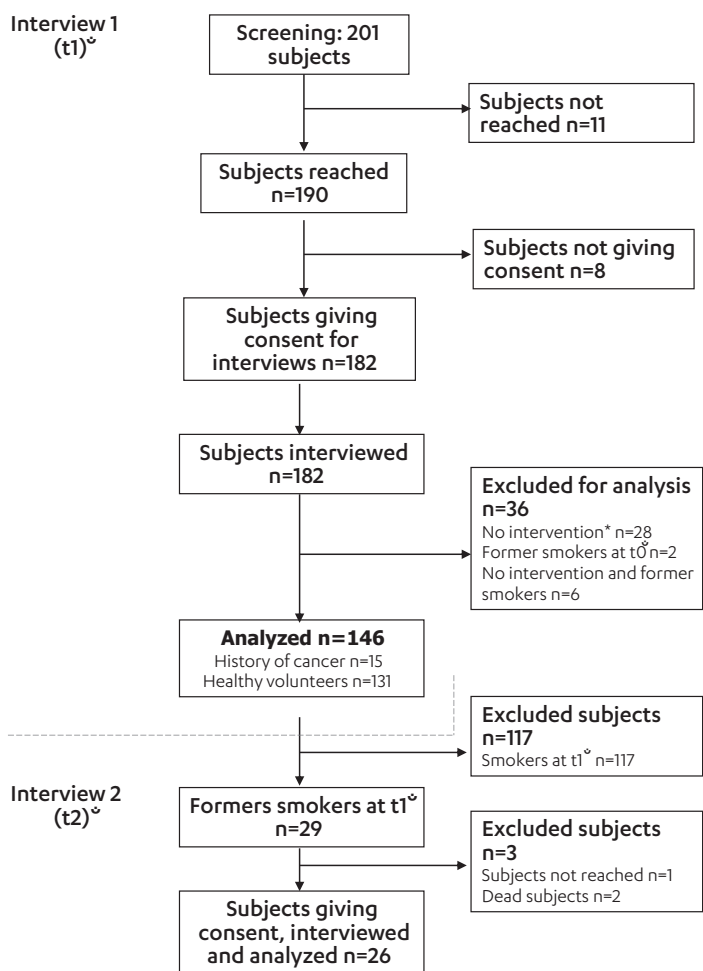 Interview 1
(t1)ᵕ̈
Screening: 201
subjects
Subjects not
reached n=11
Subjects reached
n=190
Subjects not giving
consent n=8
Subjects giving
consent for
interviews n=182
Subjects interviewed
n=182
Excluded for analysis
n=36
No intervention* n=28
Former smokers at t0ᵕ̈ n=2
No intervention and former
smokers n=6
Analyzed n=146
History of cancer n=15
Healthy volunteers n=131
Excluded subjects
n=117
Smokers at t1ᵕ̈ n=117
Interview 2
(t2)ᵕ̈
Formers smokers at t1ᵕ̈
n=29
Excluded subjects
n=3
Subjects not reached n=1
Dead subjects n=2
Subjects giving
consent, interviewed
and analyzed n=26